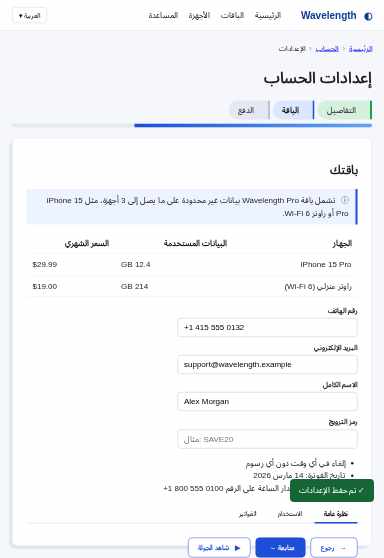 Wavelength
الرئيسية
الباقات
الأجهزة
المساعدة
العربية
الرئيسية › الحساب › الإعدادات
إعدادات الحساب
التفاصيل
الباقة
الدفع
باقتك
تشمل باقة Wavelength Pro بيانات غير محدودة على ما يصل إلى 3 أجهزة، مثل iPhone 15
Pro أو راوتر Wi-Fi 6.
الجهاز البيانات المستخدمة السعر الشهري
iPhone 15 Pro 12.4 GB $29.99
راوتر منزلي (Wi-Fi 6) 214 GB $19.00
رقم الهاتف
+1 415 555 0132
البريد الإلكتروني
support@wavelength.example
الاسم الكامل
Alex Morgan
رمز الترويج
مثال: SAVE20
إلغاء في أي وقت دون أي رسوم
تاريخ الفوترة: 14 مارس 2026
الساعة على الرقم ‎+1 800 555 0100
✓ تم حفظ الإعدادات
نظرة عامة
الاستخدام
الفواتير
→ رجوع
متابعة ←
▶ شاهد الجولة